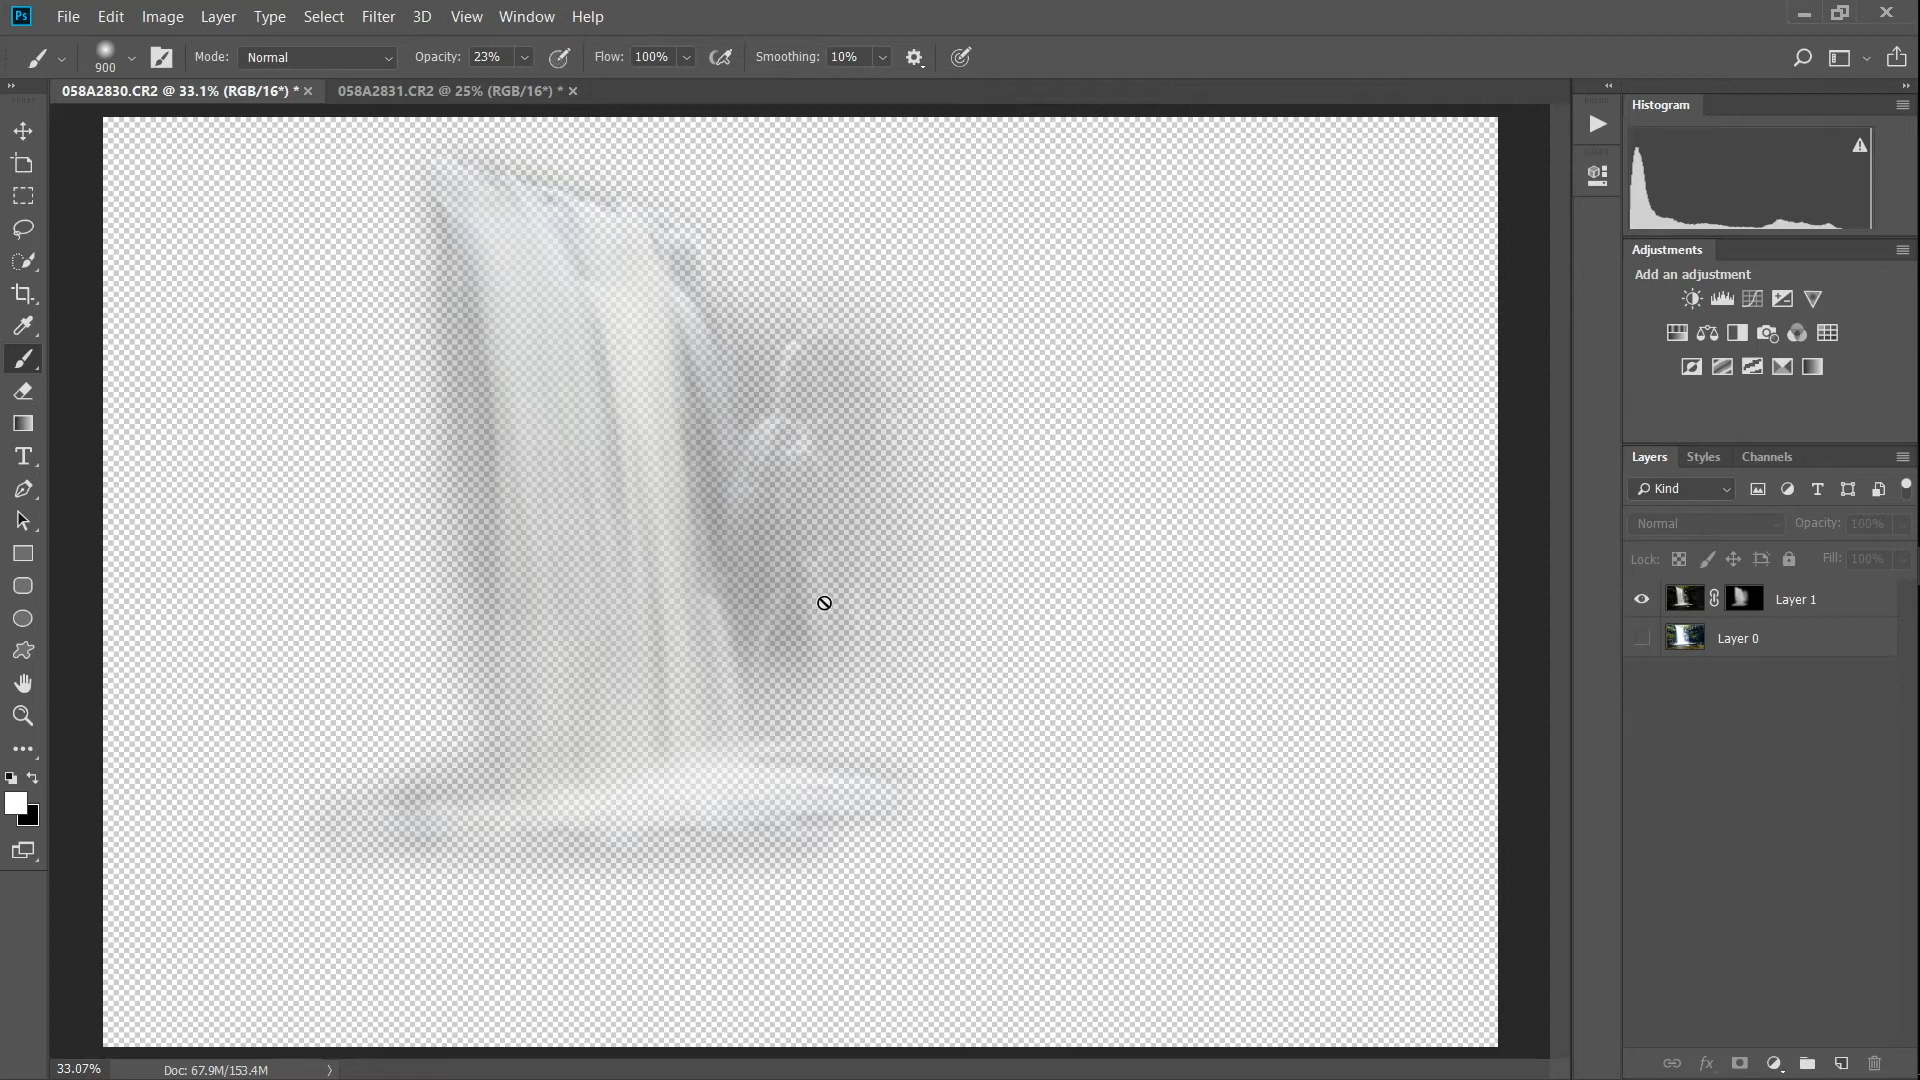 Ps File Edit Image Layer Type Select Filter 3D View Window Help
900 Mode: Normal Opacity: 23% Flow: 100% Smoothing: 10%
058A2830.CR2 @ 33.1% (RGB/16*) * 058A2831.CR2 @ 25% (RGB/16*) *
Histogram
Adjustments
Add an adjustment
Layers Styles Channels
Kind
Normal Opacity: 100%
Lock: Fill: 100%
Layer 1
Layer 0
33.07% Doc: 67.9M/153.4M